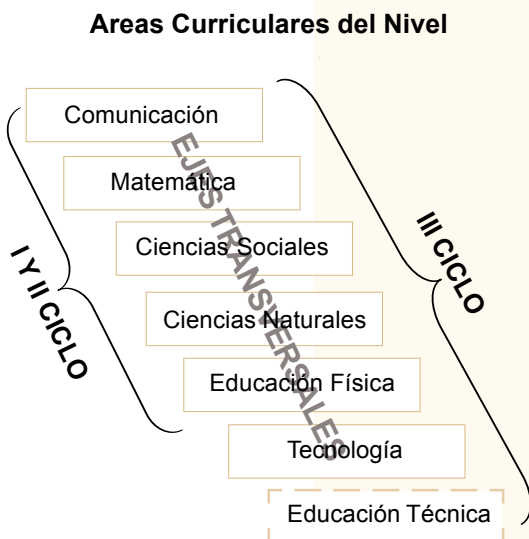 Areas Curriculares del Nivel
Comunicación
Matemática
Ciencias Sociales
Ciencias Naturales
Educación Física
Tecnología
Educación Técnica
EJES TRANSVERSALES
I Y II CICLO
III CICLO